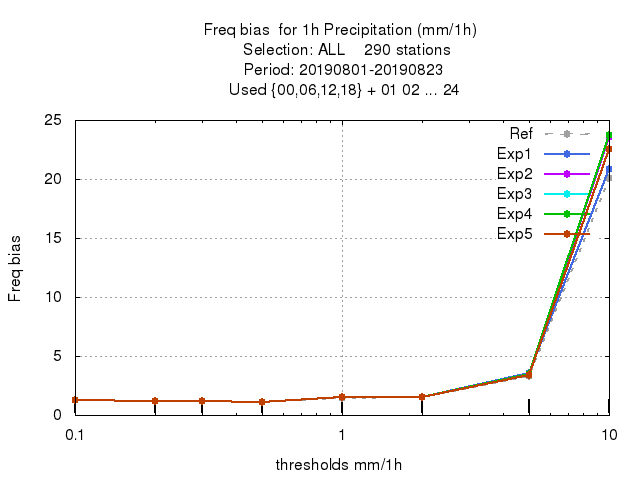 Freq bias  for 1h Precipitation (mm/1h)
Selection: ALL    290 stations
Period: 20190801-20190823
Used {00,06,12,18} + 01 02 ... 24
25
20
15
10
5
0
Freq bias
Ref
Exp1
Exp2
Exp3
Exp4
Exp5
0.1
1
10
thresholds mm/1h